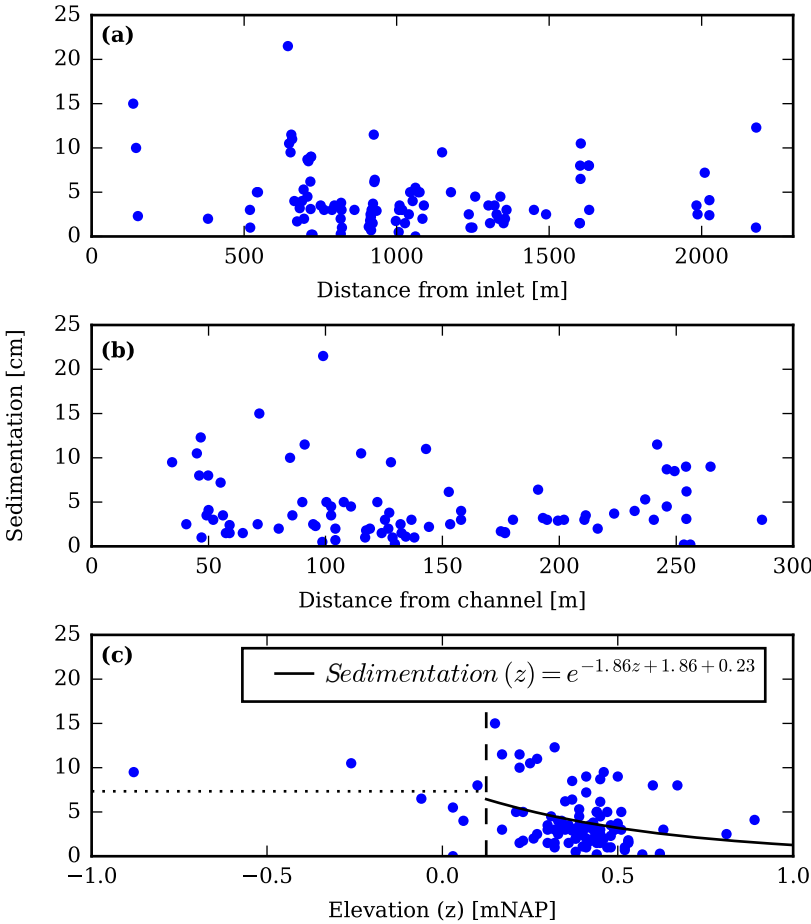 25
20
15
10
5
0
(a)
0 500 1000 1500 2000
Distance from inlet [m]
Sedimentation [cm]
25
20
15
10
5
0
(b)
0 50 100 150 200 250 300
Distance from channel [m]
25
20
15
10
5
0
(c)
Sedimentation (z) = e^{−1.86z+1.86+0.23}
−1.0 −0.5 0.0 0.5 1.0
Elevation (z) [mNAP]